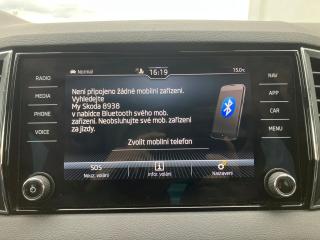 Normal
16:19
15.0c
RADIO
MEDIA
PHONE
VOICE
NAV
APP
CAR
MENU
Není připojeno žádné mobilní zařízení.
Vyhledejte
My Skoda 8938
v nabídce Bluetooth svého mob.
zařízení. Neobsluhujte své mob. zařízení
za jízdy.
Zvolit mobilní telefon
SOS
Nouz. volání
i
Info: volání
Nastavení